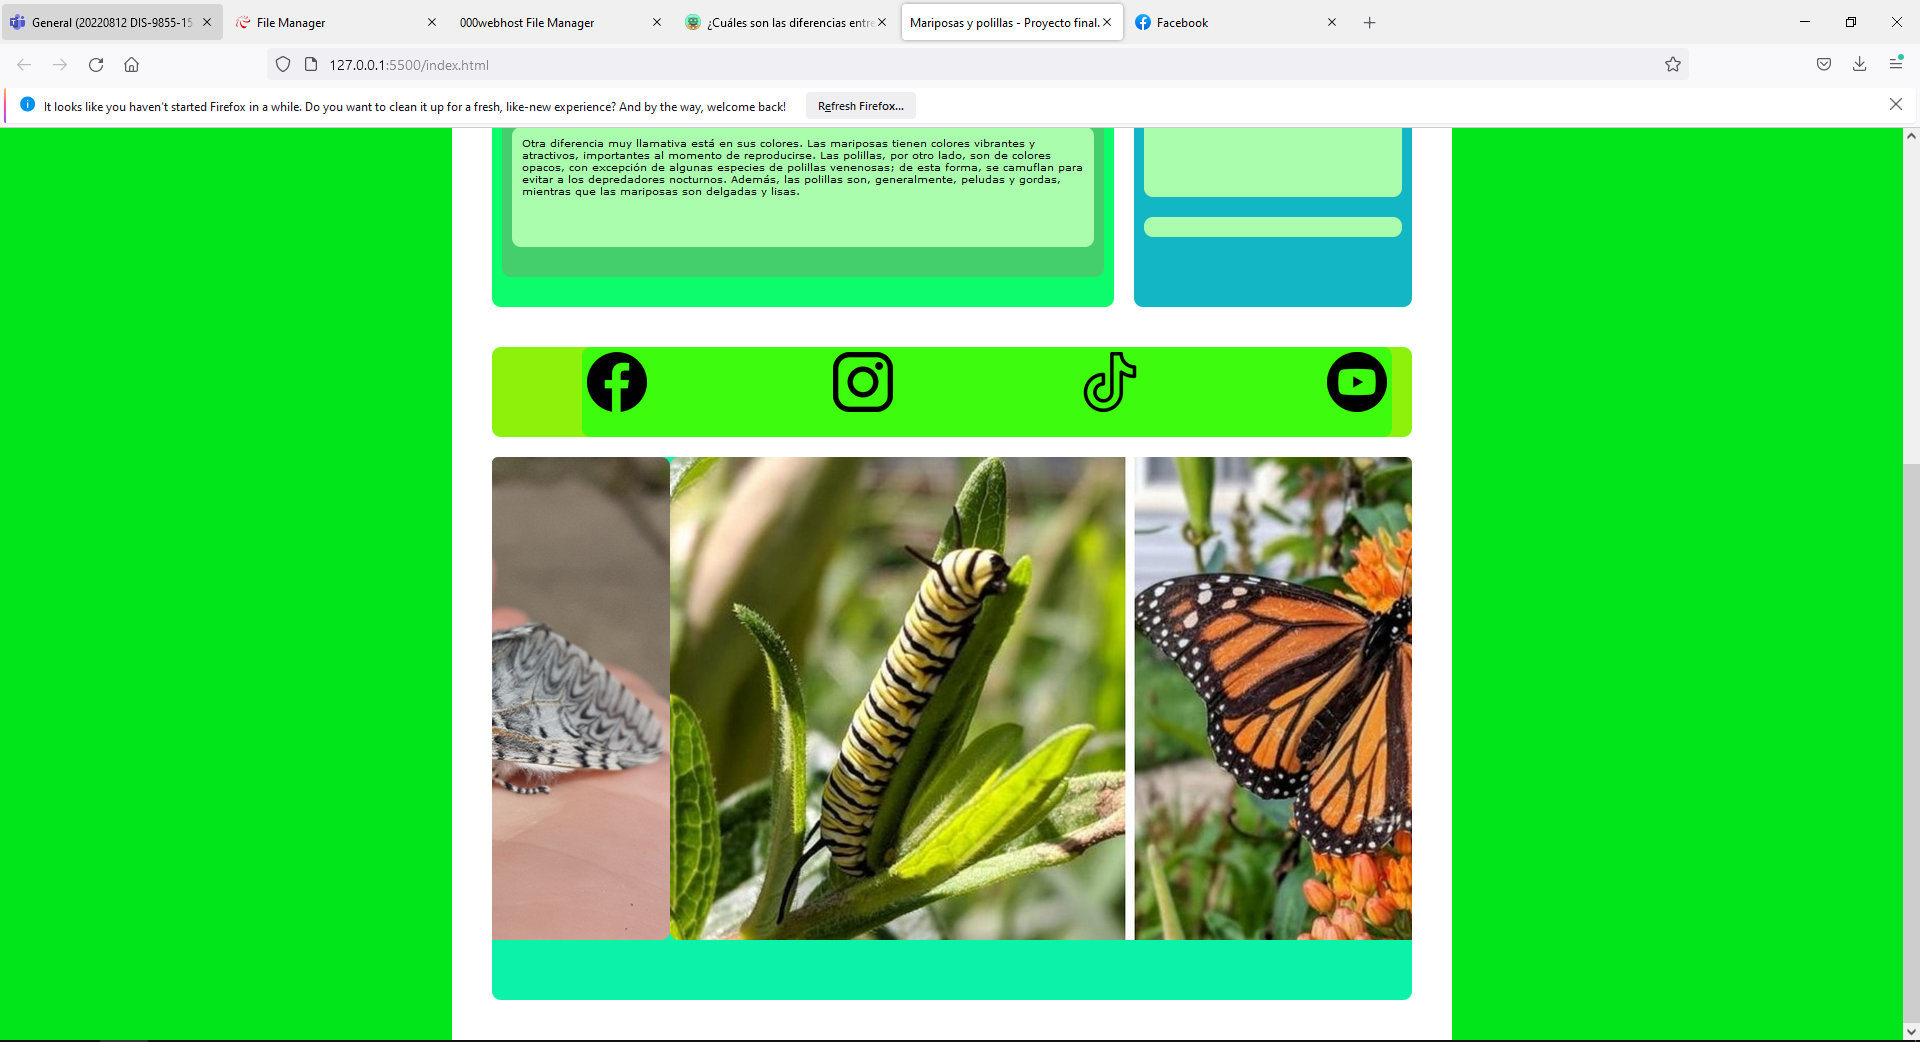 General (20220812 DIS-9855-15
File Manager
000webhost File Manager
¿Cuáles son las diferencias entre
Mariposas y polillas - Proyecto final.
Facebook
127.0.0.1:5500/index.html
It looks like you haven't started Firefox in a while. Do you want to clean it up for a fresh, like-new experience? And by the way, welcome back!
Refresh Firefox...
Otra diferencia muy llamativa está en sus colores. Las mariposas tienen colores vibrantes y
atractivos, importantes al momento de reproducirse. Las polillas, por otro lado, son de colores
opacos, con excepción de algunas especies de polillas venenosas; de esta forma, se camuflan para
evitar a los depredadores nocturnos. Además, las polillas son, generalmente, peludas y gordas,
mientras que las mariposas son delgadas y lisas.